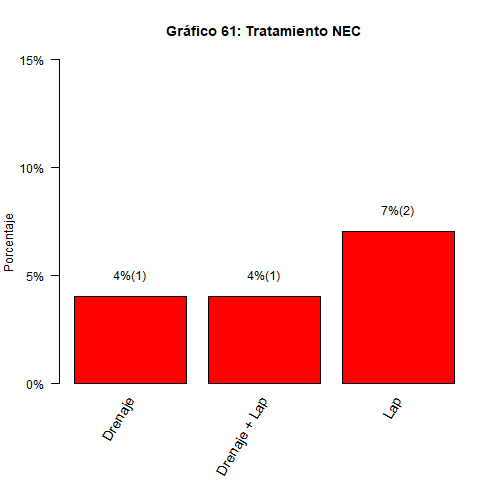 Gráfico 61: Tratamiento NEC
15%
10%
5%
0%
Porcentaje
4%(1)
4%(1)
7%(2)
Drenaje
Drenaje + Lap
Lap